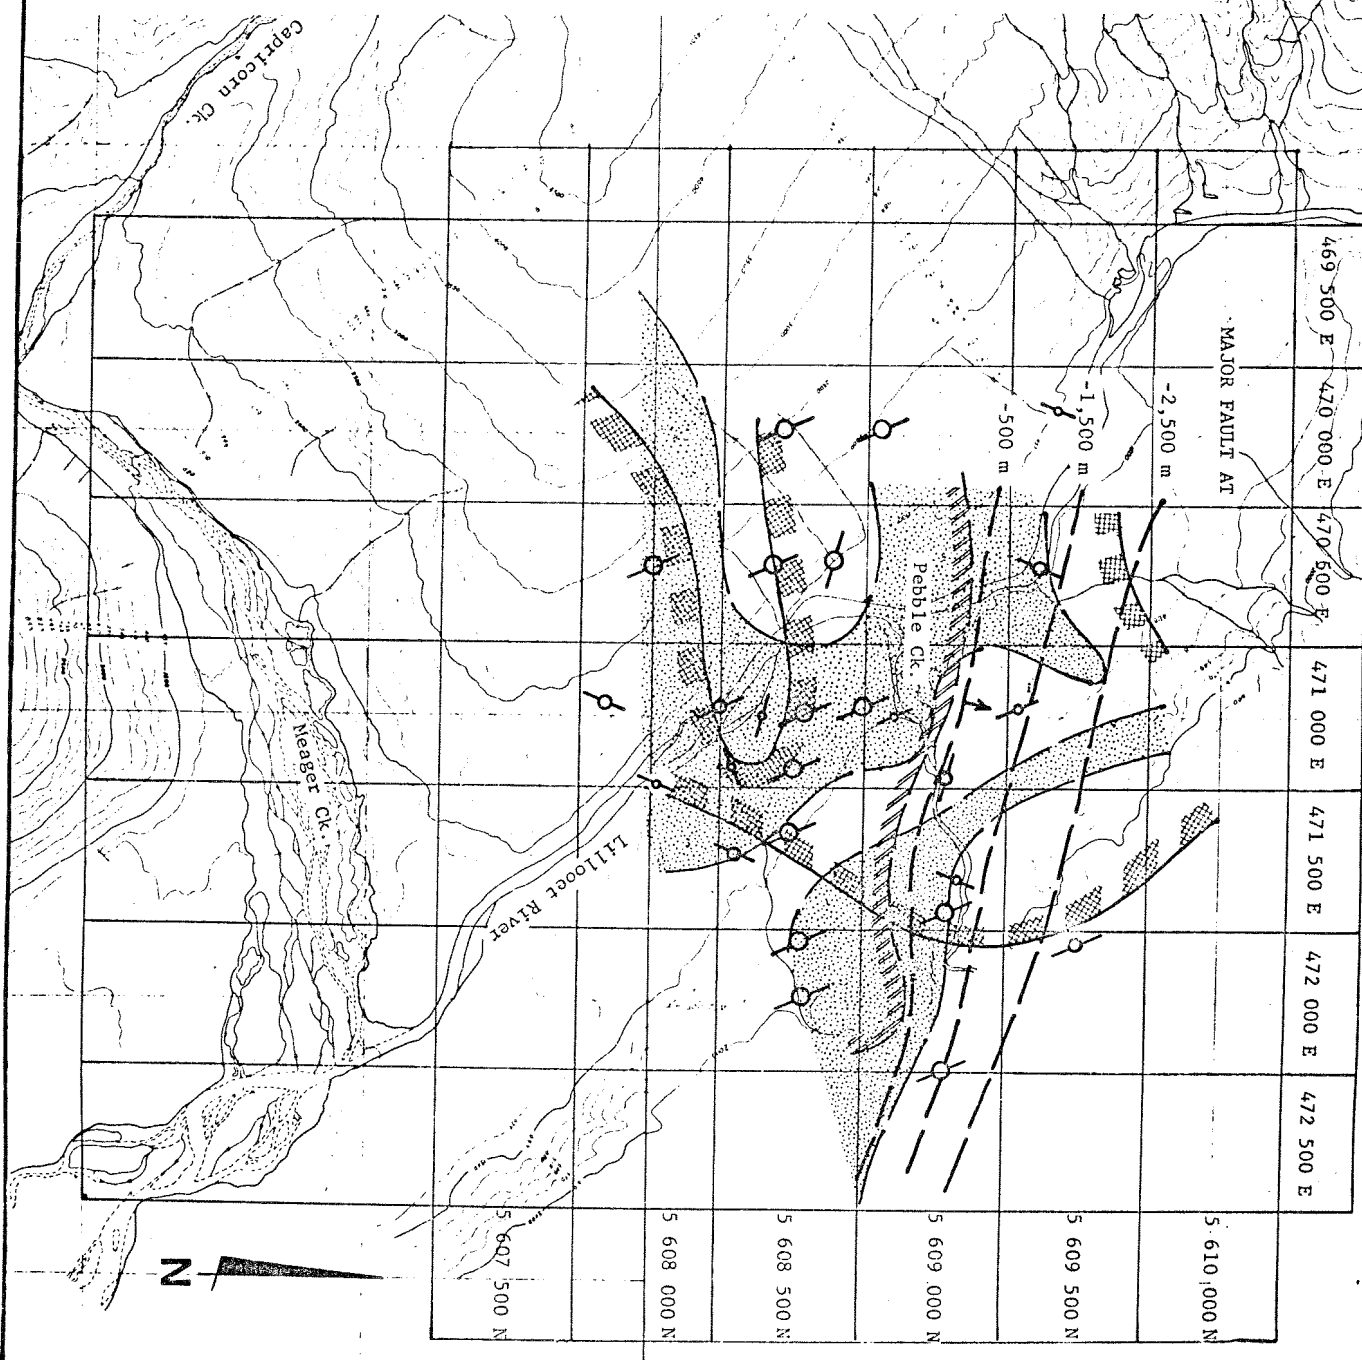 Capricorn Ck.
469 500 E
470 000 E
470 500 E
471 000 E
471 500 E
472 000 E
472 500 E
MAJOR FAULT AT
-2,500 m
-1,500 m
-500 m
Pebble Ck.
Meager Ck.
Lillooet River
5 610 000 N
5 609 500 N
5 609 000 N
5 608 500 N
5 608 000 N
5 607 500 N
N